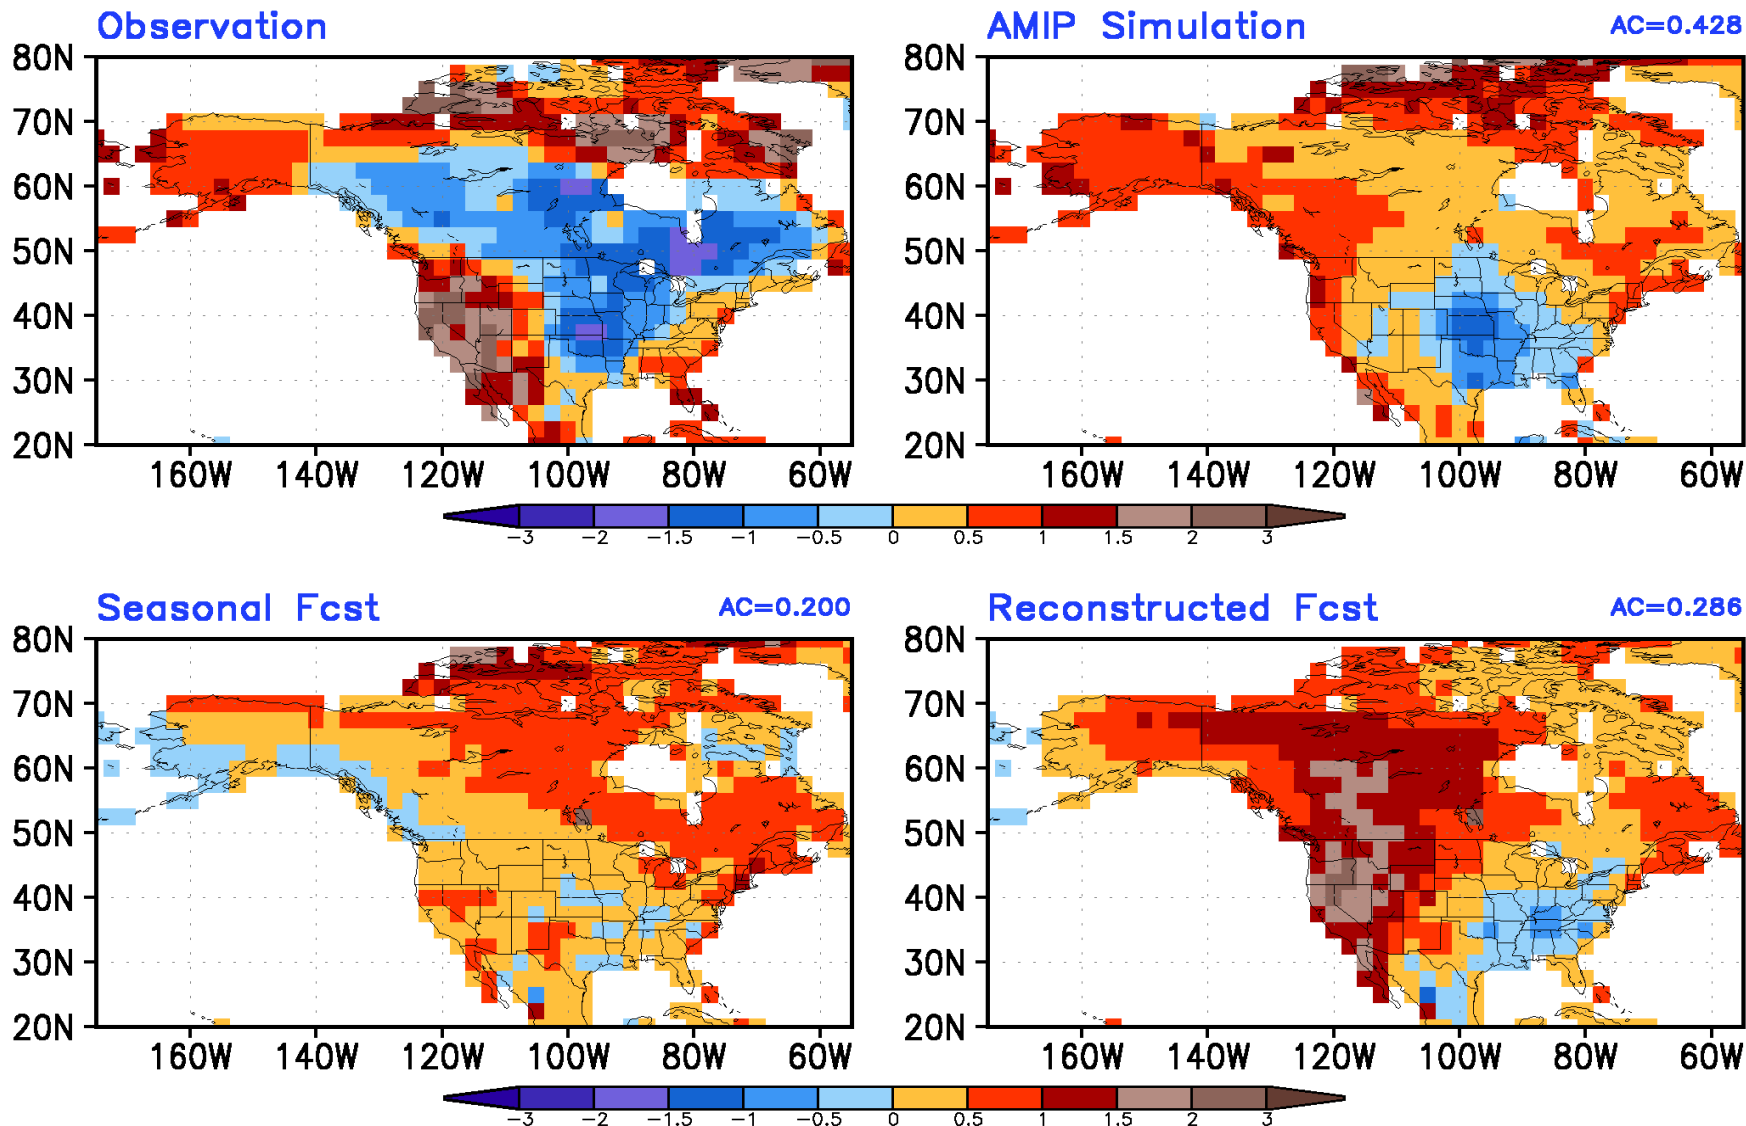 Observation
AMIP Simulation AC=0.428
80N 80N
70N 70N
60N 60N
50N 50N
40N 40N
30N 30N
20N 20N
160W 140W 120W 100W 80W 60W 160W 140W 120W 100W 80W 60W
-3 -2 -1.5 -1 -0.5 0 0.5 1 1.5 2 3
Seasonal Fcst AC=0.200
Reconstructed Fcst AC=0.286
80N 80N
70N 70N
60N 60N
50N 50N
40N 40N
30N 30N
20N 20N
160W 140W 120W 100W 80W 60W 160W 140W 120W 100W 80W 60W
-3 -2 -1.5 -1 -0.5 0 0.5 1 1.5 2 3